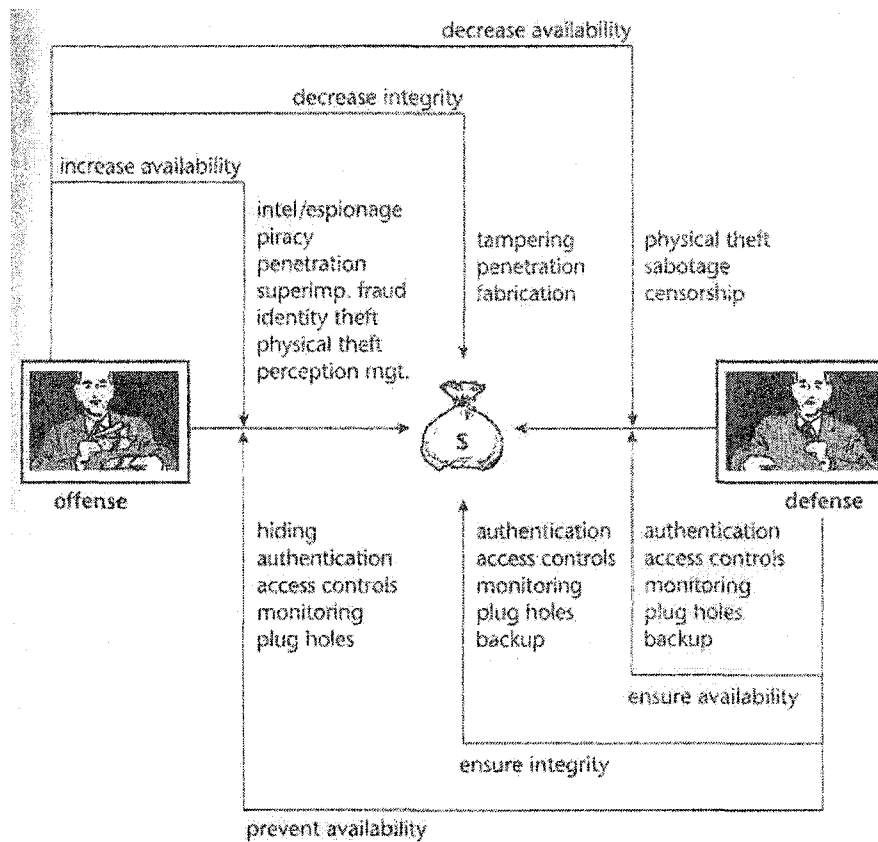 decrease availability
decrease integrity
increase availability
intel/espionage
piracy
penetration
superimp. fraud
identity theft
physical theft
perception mgt.
tampering
penetration
fabrication
physical theft
sabotage
censorship
$
offense
defense
hiding
authentication
access controls
monitoring
plug holes
authentication
access controls
monitoring
plug holes
backup
authentication
access controls
monitoring
plug holes
backup
ensure availability
ensure integrity
prevent availability